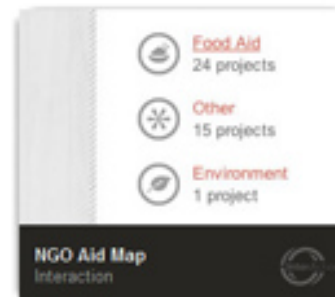 Food Aid
24 projects
Other
15 projects
Environment
1 project
NGO Aid Map
Interaction